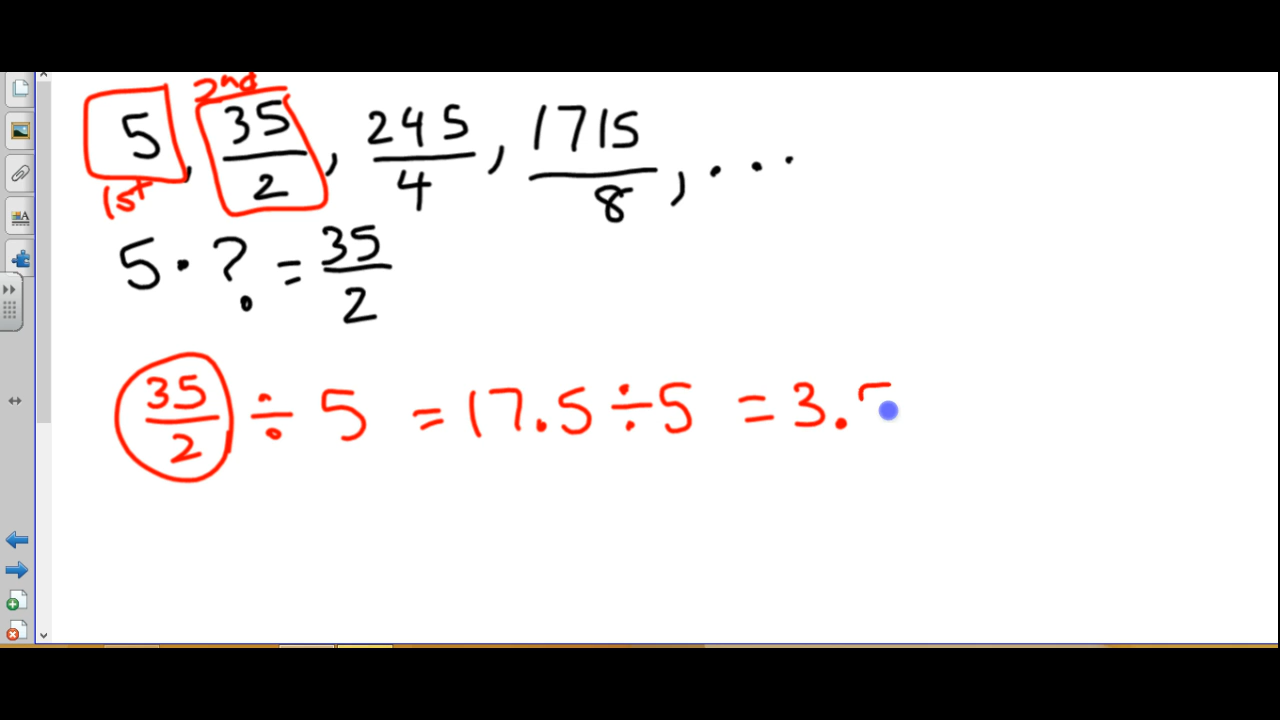 2nd
5, 35/2, 245/4, 1715/8, ...
1st
5 · ? = 35/2
35/2 ÷ 5 = 17.5 ÷ 5 = 3.